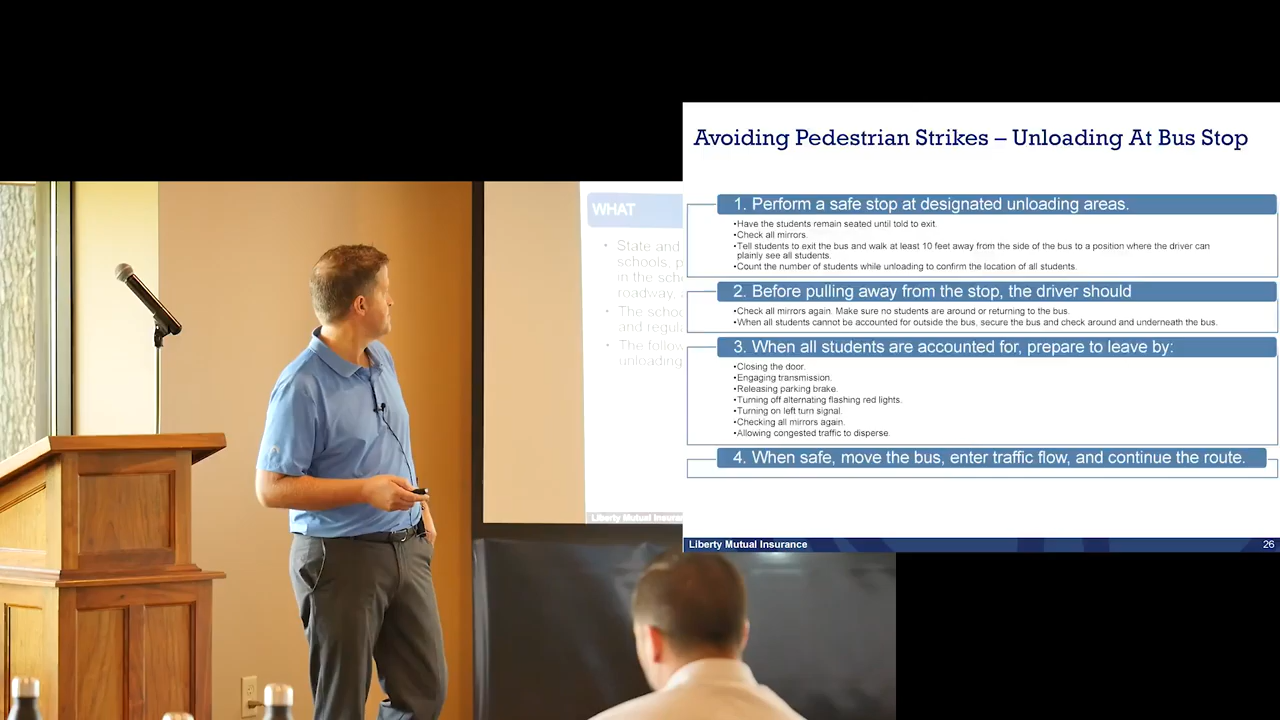 Avoiding Pedestrian Strikes – Unloading At Bus Stop
1. Perform a safe stop at designated unloading areas.
•Have the students remain seated until told to exit.
•Check all mirrors.
•Tell students to exit the bus and walk at least 10 feet away from the side of the bus to a position where the driver can
plainly see all students.
•Count the number of students while unloading to confirm the location of all students.
2. Before pulling away from the stop, the driver should
•Check all mirrors again. Make sure no students are around or returning to the bus.
•When all students cannot be accounted for outside the bus, secure the bus and check around and underneath the bus.
3. When all students are accounted for, prepare to leave by:
•Closing the door.
•Engaging transmission.
•Releasing parking brake.
•Turning off alternating flashing red lights.
•Turning on left turn signal.
•Checking all mirrors again.
•Allowing congested traffic to disperse.
4. When safe, move the bus, enter traffic flow, and continue the route.
Liberty Mutual Insurance 26
WHAT
• State and
schools, p
in the sch
roadway,
• The schoo
and regula
• The follow
unloading
Liberty Mutual